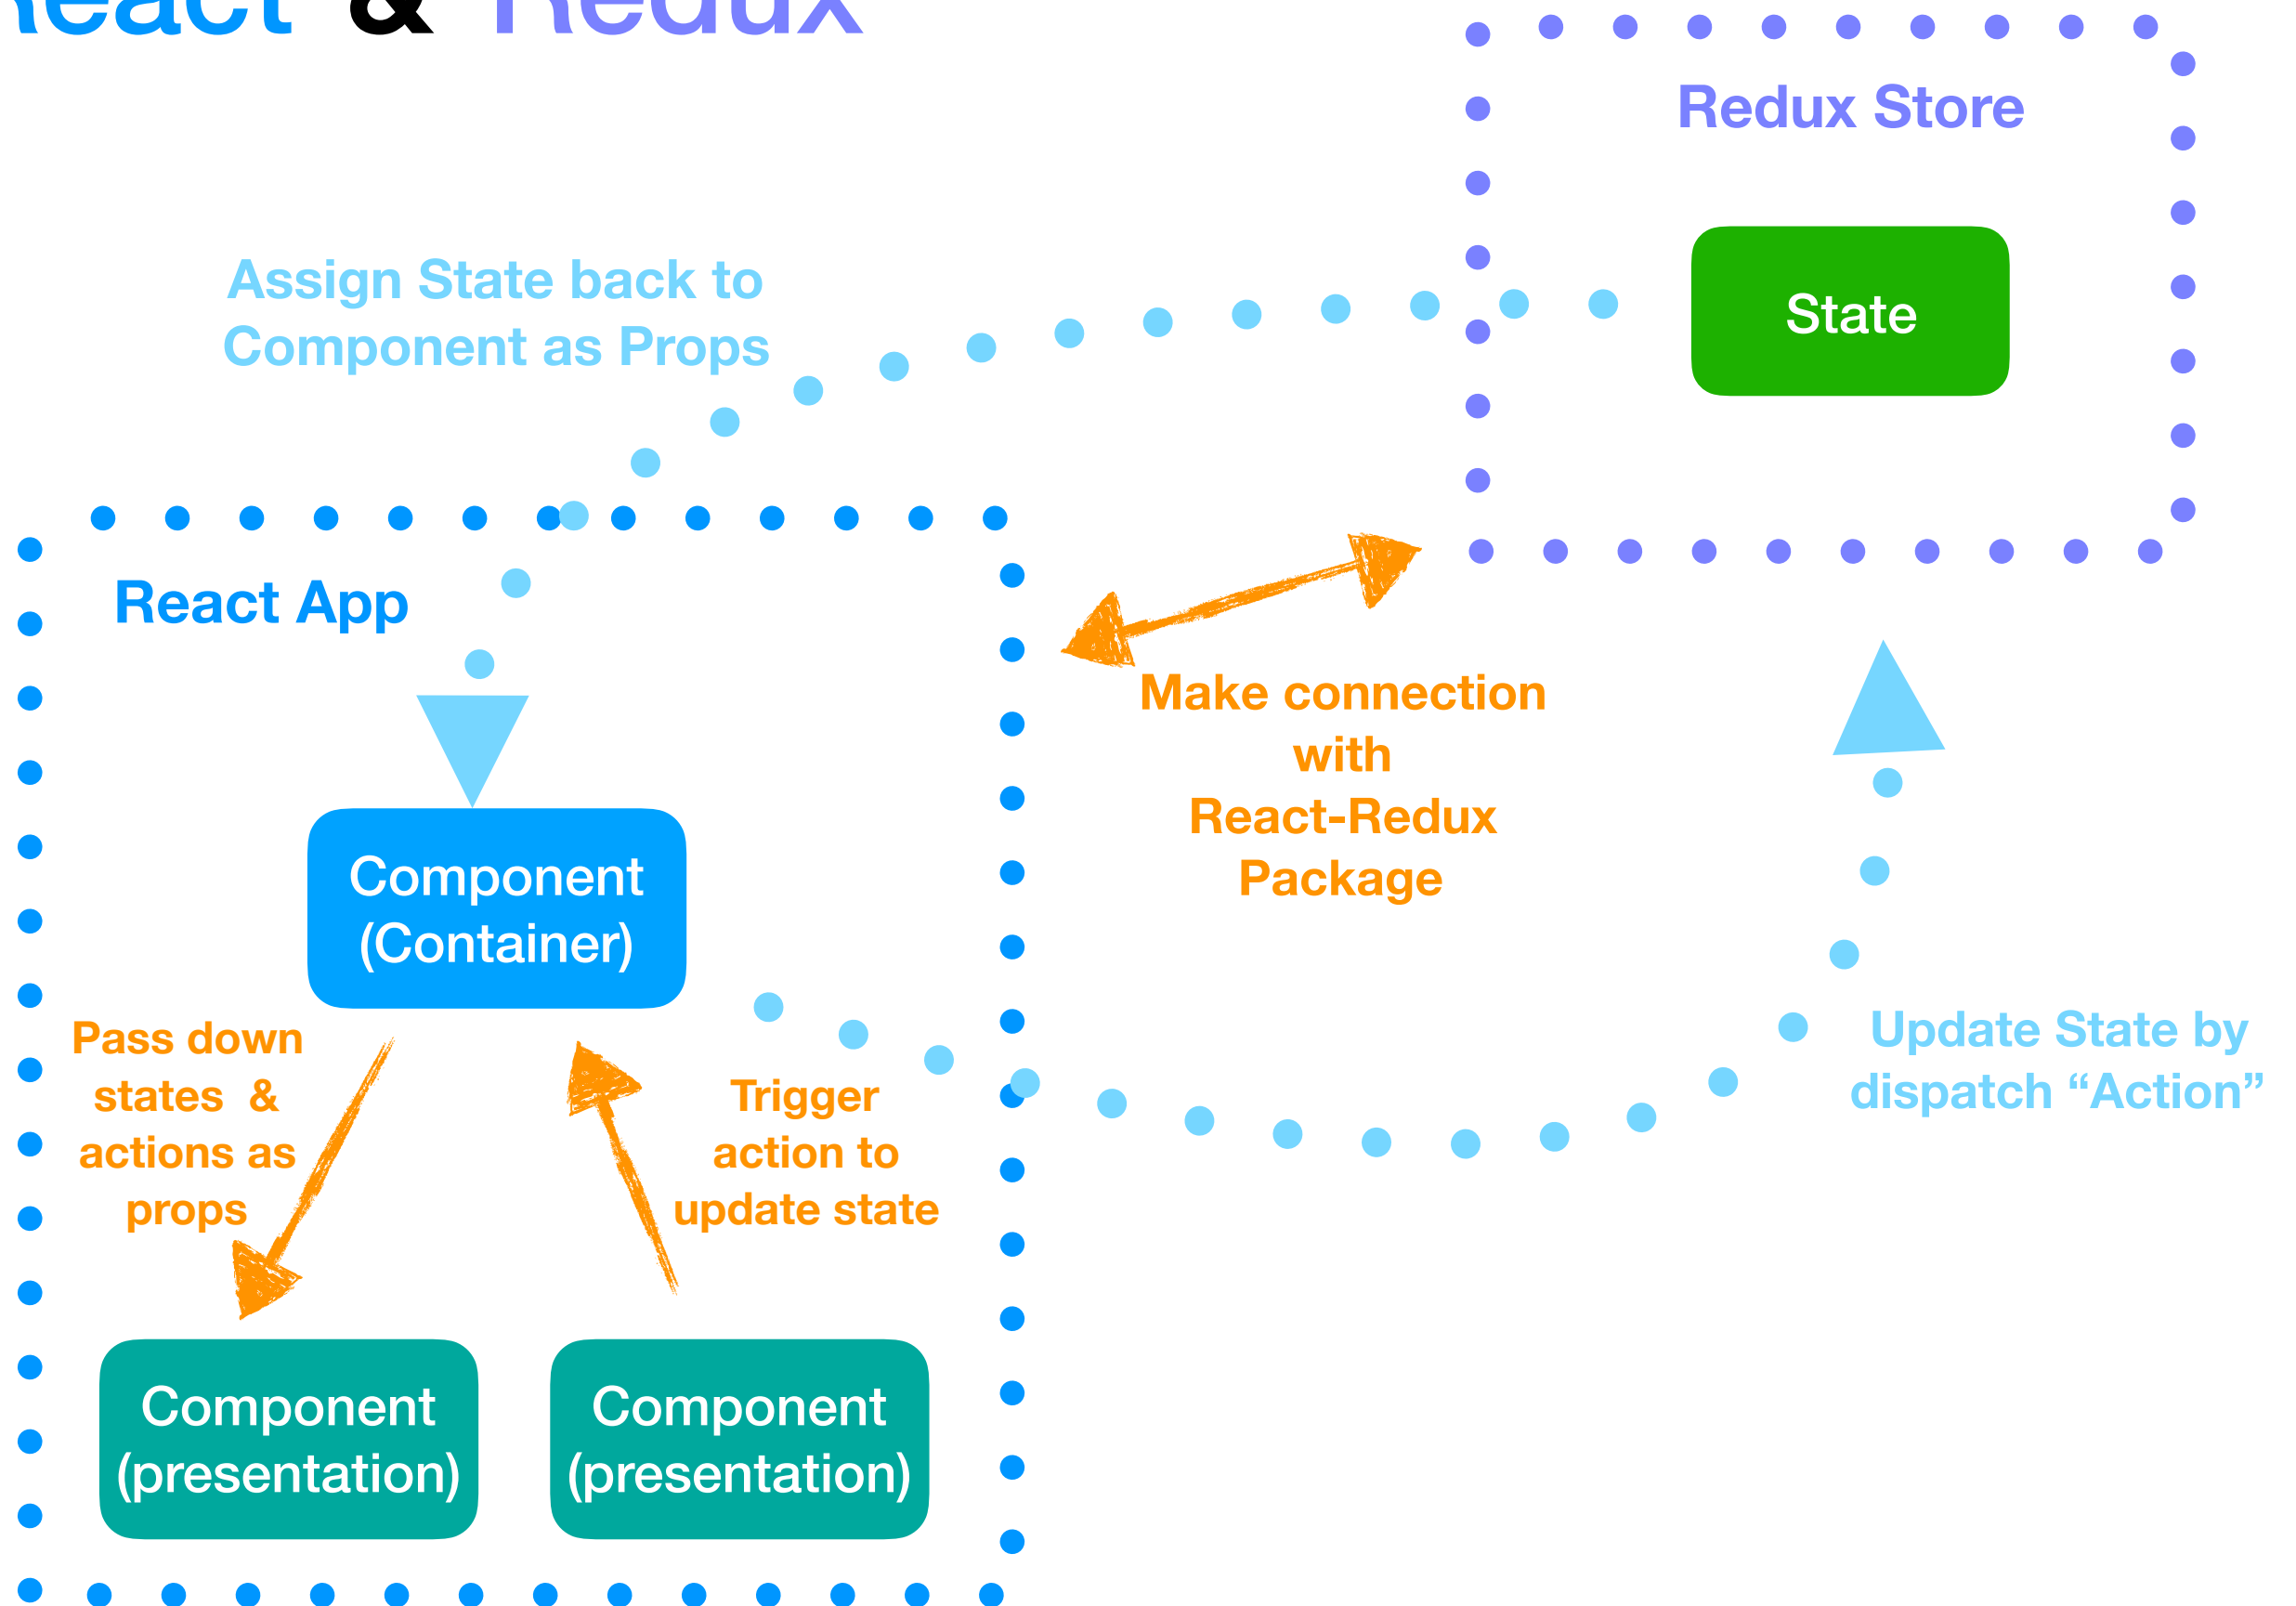 React & Redux
Redux Store
State
Assign State back to
Component as Props
React App
Make connection
with
React-Redux
Package
Component
(Container)
Pass down
states &
actions as
props
Trigger
action to
update state
Update State by
dispatch “Action”
Component
(presentation)
Component
(presentation)